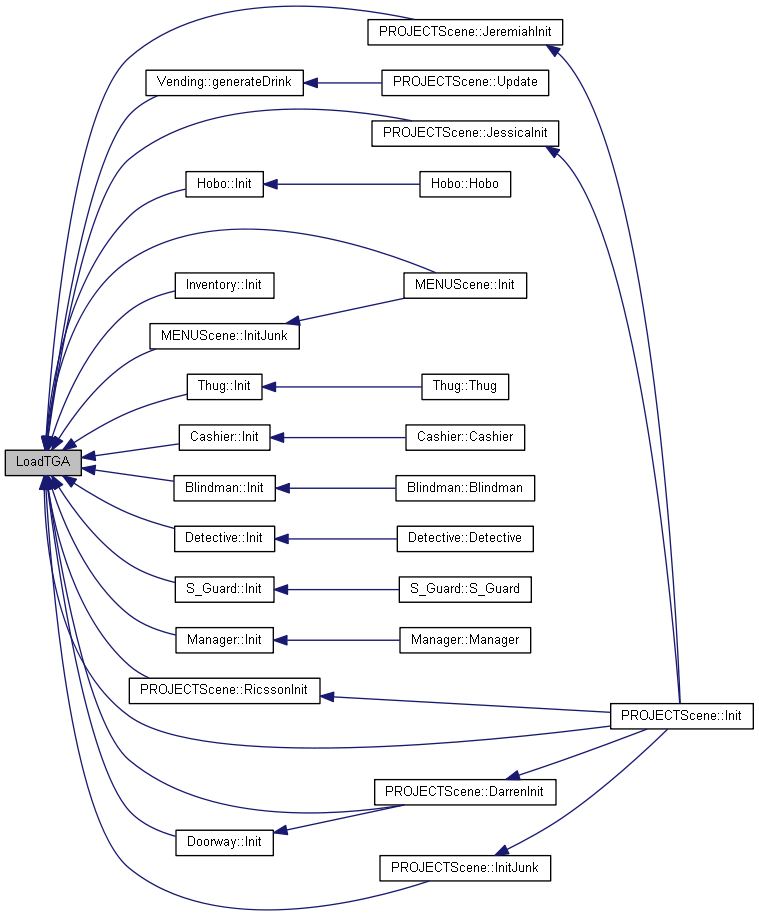 PROJECTScene::JeremiahInit
Vending::generateDrink
PROJECTScene::Update
PROJECTScene::JessicaInit
Hobo::Init
Hobo::Hobo
Inventory::Init
MENUScene::Init
MENUScene::InitJunk
Thug::Init
Thug::Thug
Cashier::Init
Cashier::Cashier
LoadTGA
Blindman::Init
Blindman::Blindman
Detective::Init
Detective::Detective
S_Guard::Init
S_Guard::S_Guard
Manager::Init
Manager::Manager
PROJECTScene::RicssonInit
PROJECTScene::Init
PROJECTScene::DarrenInit
Doorway::Init
PROJECTScene::InitJunk